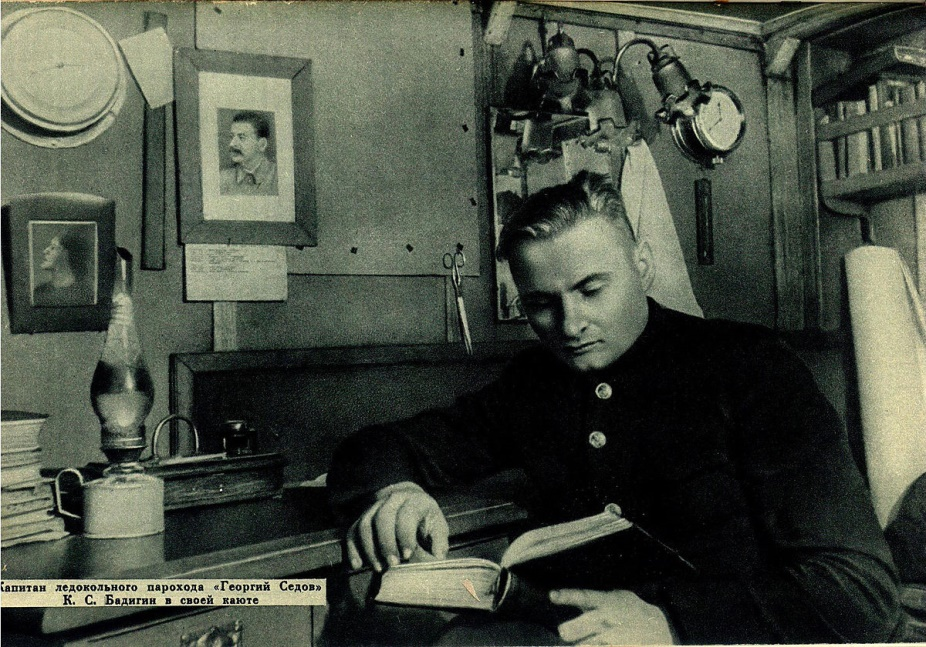 Капитан ледокольного парохода «Георгий Седов»
К. С. Бадигин в своей каюте